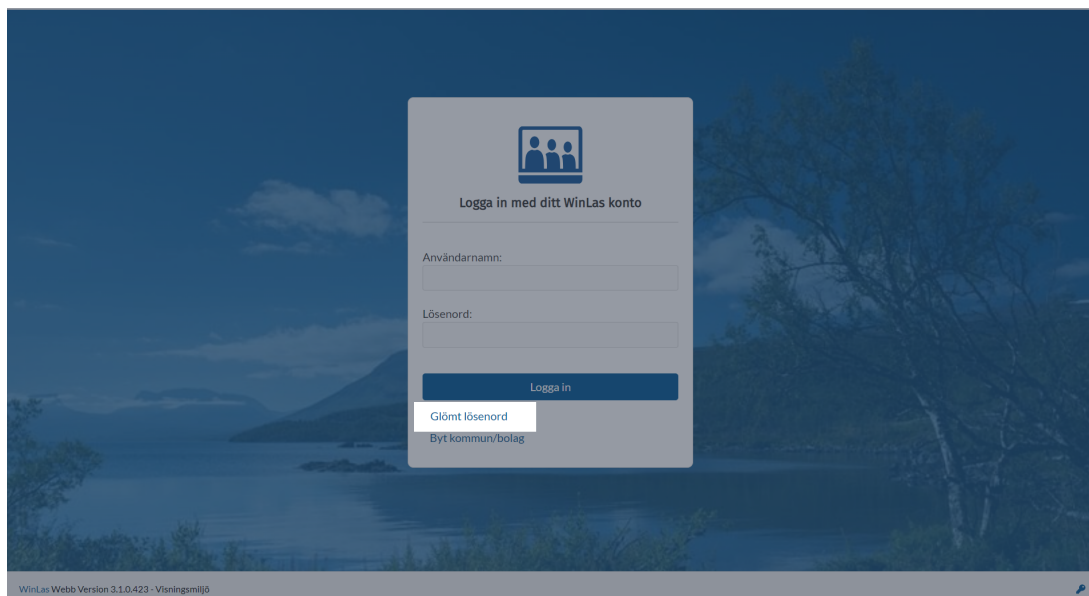 Logga in med ditt WinLas konto
Användarnamn:
Lösenord:
Logga in
Glömt lösenord
Byt kommun/bolag
WinLas Webb Version 3.1.0.423 - Visningsmiljö